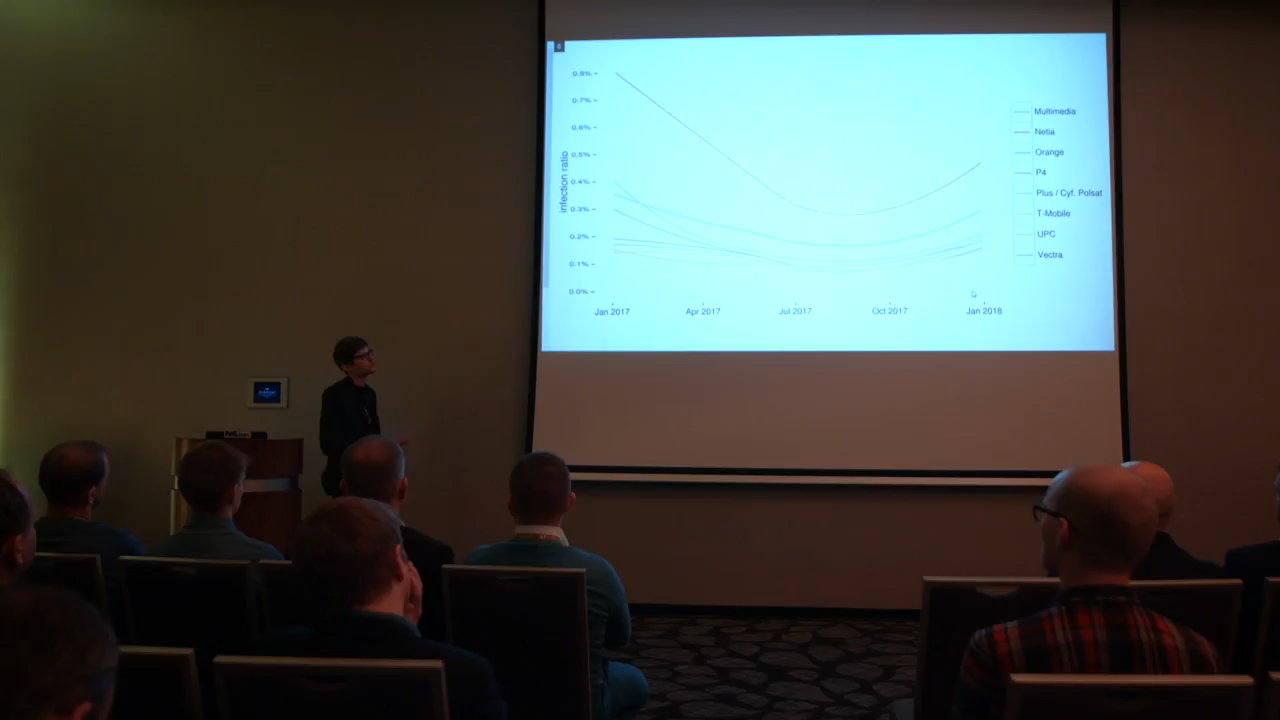 0.8%
0.7%
0.6%
0.5%
0.4%
0.3%
0.2%
0.1%
0.0%
infection ratio
Jan 2017 Apr 2017 Jul 2017 Oct 2017 Jan 2018
Multimedia
Netia
Orange
P4
Plus / Cyf. Polsat
T-Mobile
UPC
Vectra